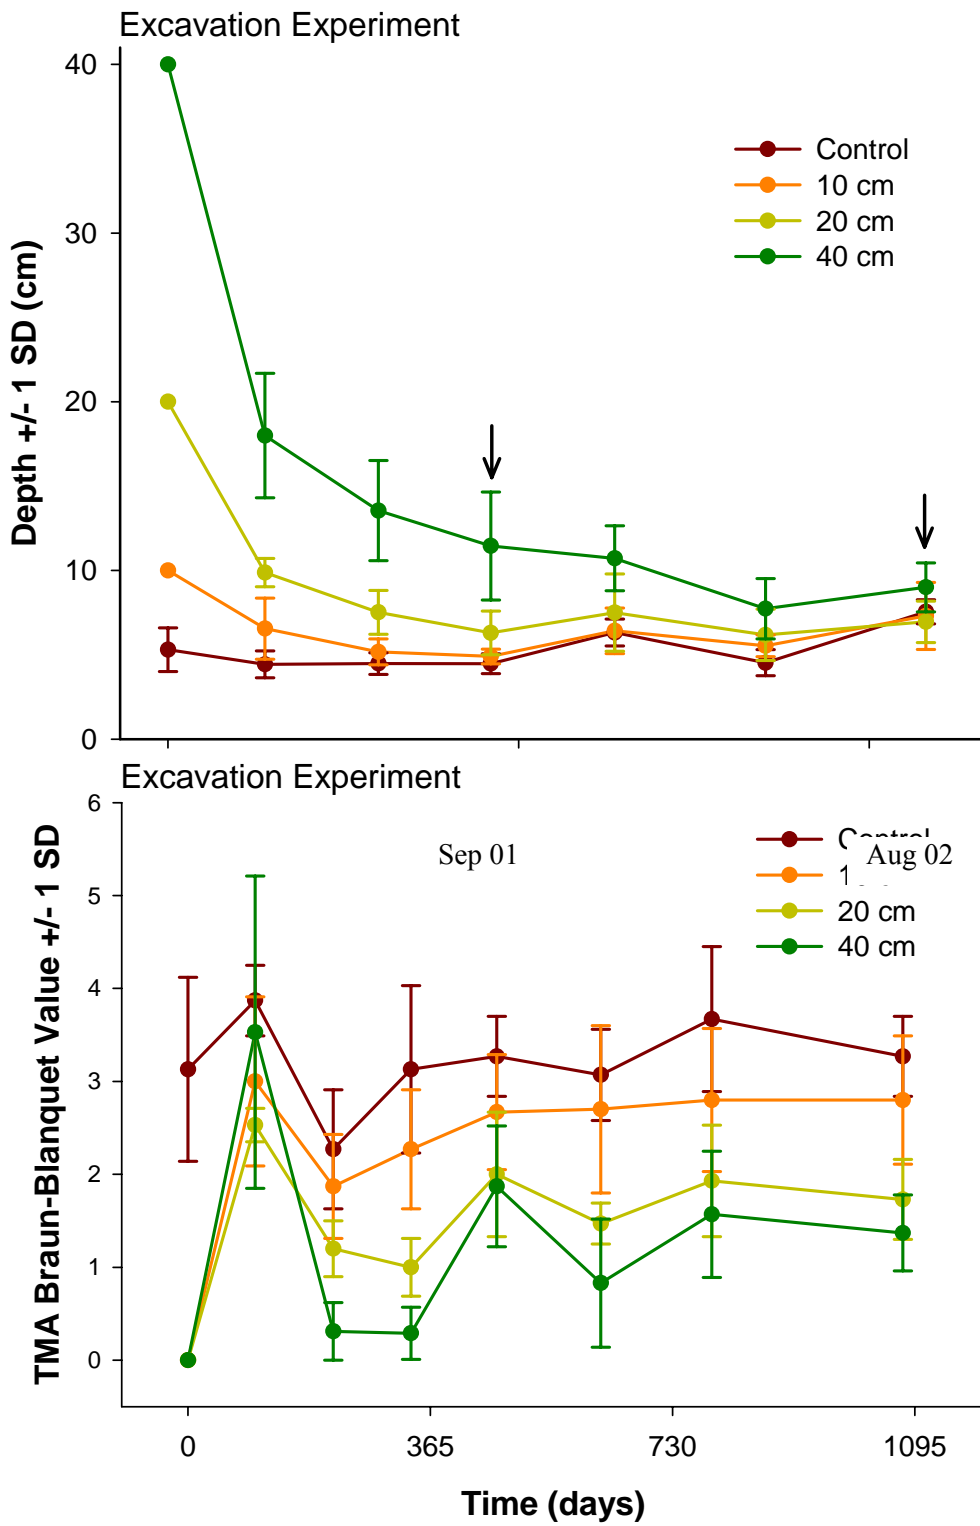 Excavation Experiment
40
30
20
10
0
Depth +/- 1 SD (cm)
Control
10 cm
20 cm
40 cm
Excavation Experiment
6
5
4
3
2
1
0
TMA Braun-Blanquet Value +/- 1 SD
Sep 01
Aug 02
20 cm
40 cm
0 365 730 1095
Time (days)